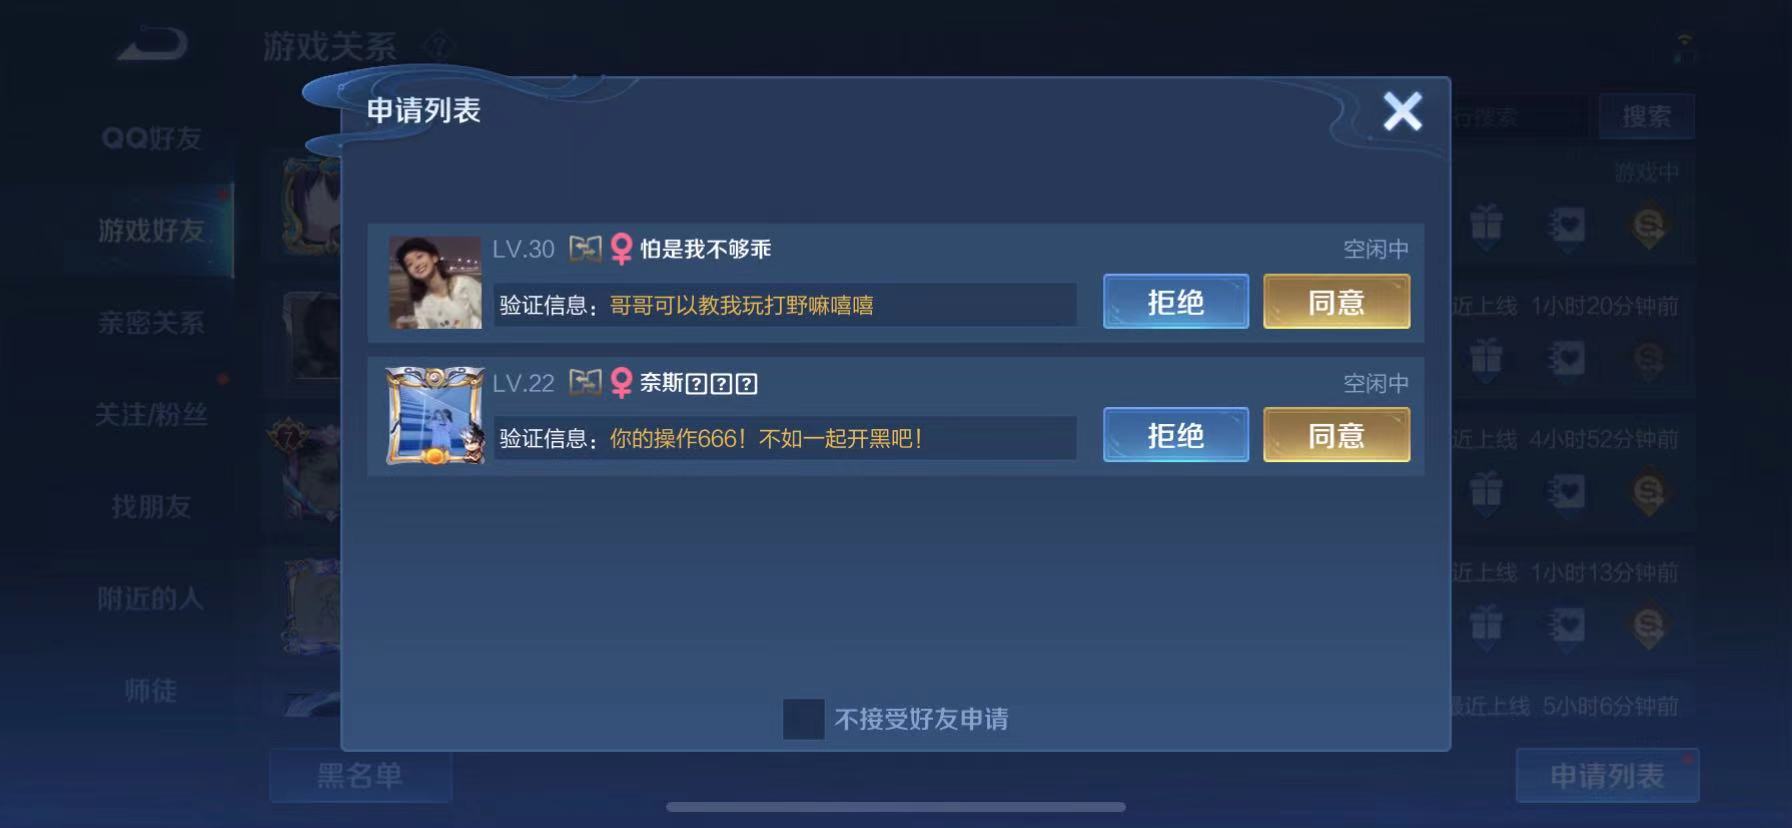 游戏关系 ?
申请列表
QQ好友
行搜索 搜索
游戏中
游戏好友
LV.30 怕是我不够乖 空闲中
验证信息：哥哥可以教我玩打野嘛嘻嘻 拒绝 同意
近上线 1小时20分钟前
亲密关系
LV.22 奈斯??? 空闲中
验证信息：你的操作666！不如一起开黑吧！ 拒绝 同意
近上线 4小时52分钟前
关注/粉丝
7
找朋友
近上线 1小时13分钟前
附近的人
师徒
最近上线 5小时6分钟前
不接受好友申请
黑名单
申请列表